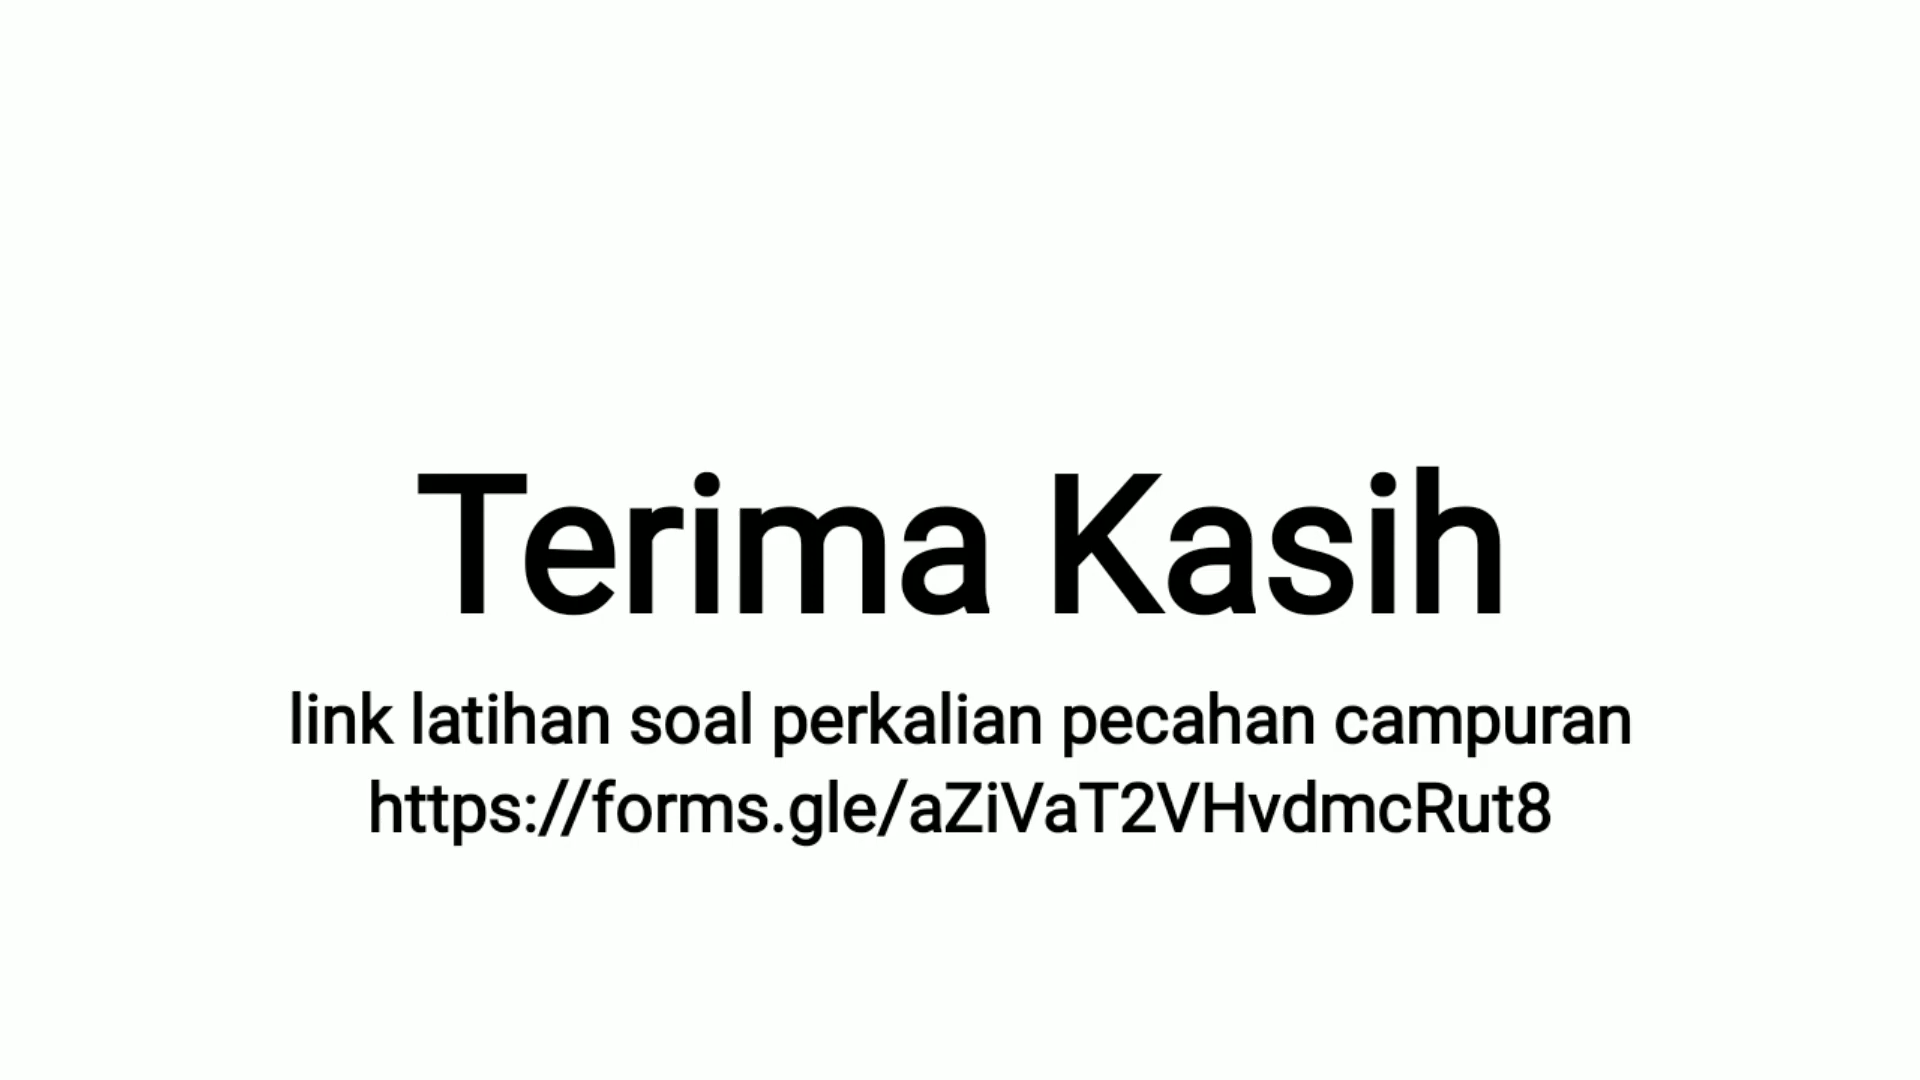 Terima Kasih
link latihan soal perkalian pecahan campuran
https://forms.gle/aZiVaT2VHvdmcRut8